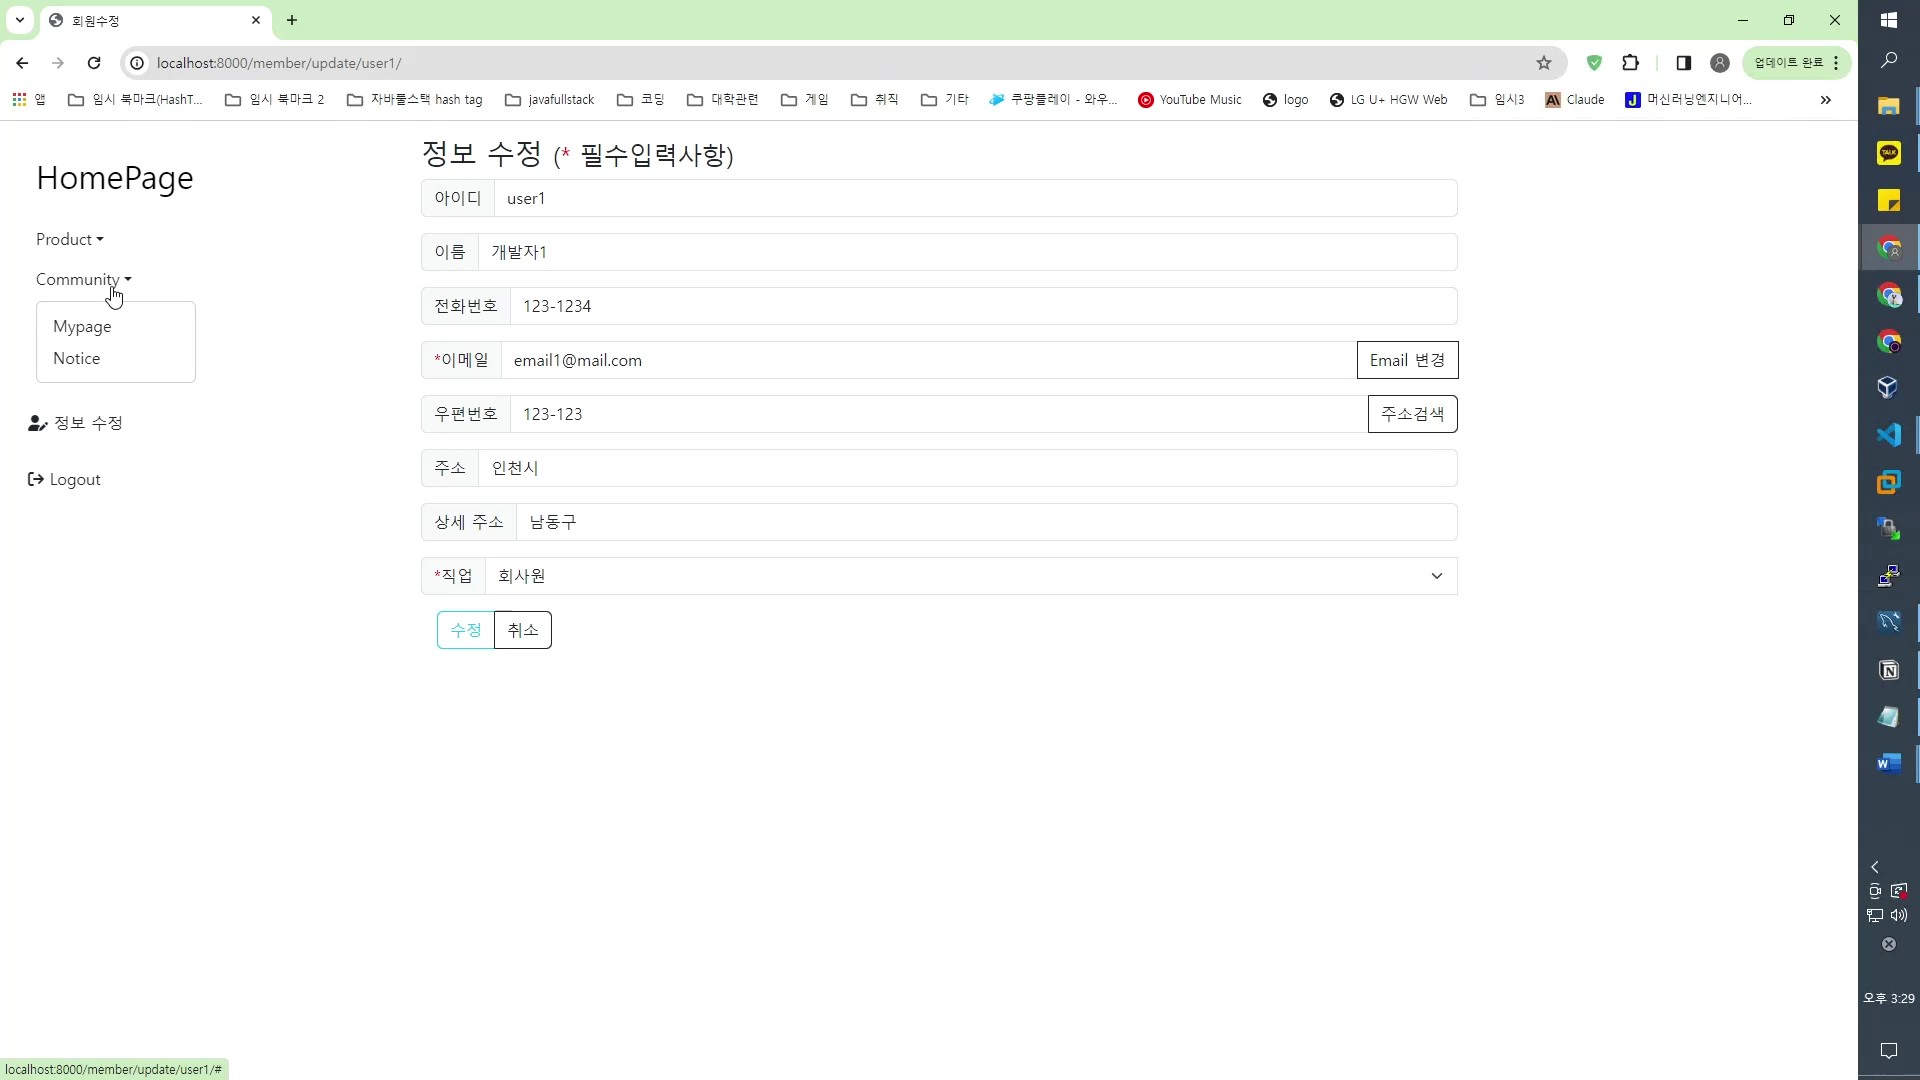 회원수정
localhost:8000/member/update/user1/
업데이트 완료
앱
임시 북마크(HashT...
임시 북마크 2
자바풀스택 hash tag
javafullstack
코딩
대학관련
게임
취직
기타
쿠팡플레이 - 와우...
YouTube Music
logo
LG U+ HGW Web
임시3
Claude
머신러닝엔지니어...
HomePage
Product
Community
Mypage
Notice
정보 수정
Logout
정보 수정 (* 필수입력사항)
아이디 user1
이름 개발자1
전화번호 123-1234
*이메일 email1@mail.com Email 변경
우편번호 123-123 주소검색
주소 인천시
상세 주소 남동구
*직업 회사원
수정 취소
TALK
오후 3:29
localhost:8000/member/update/user1/#